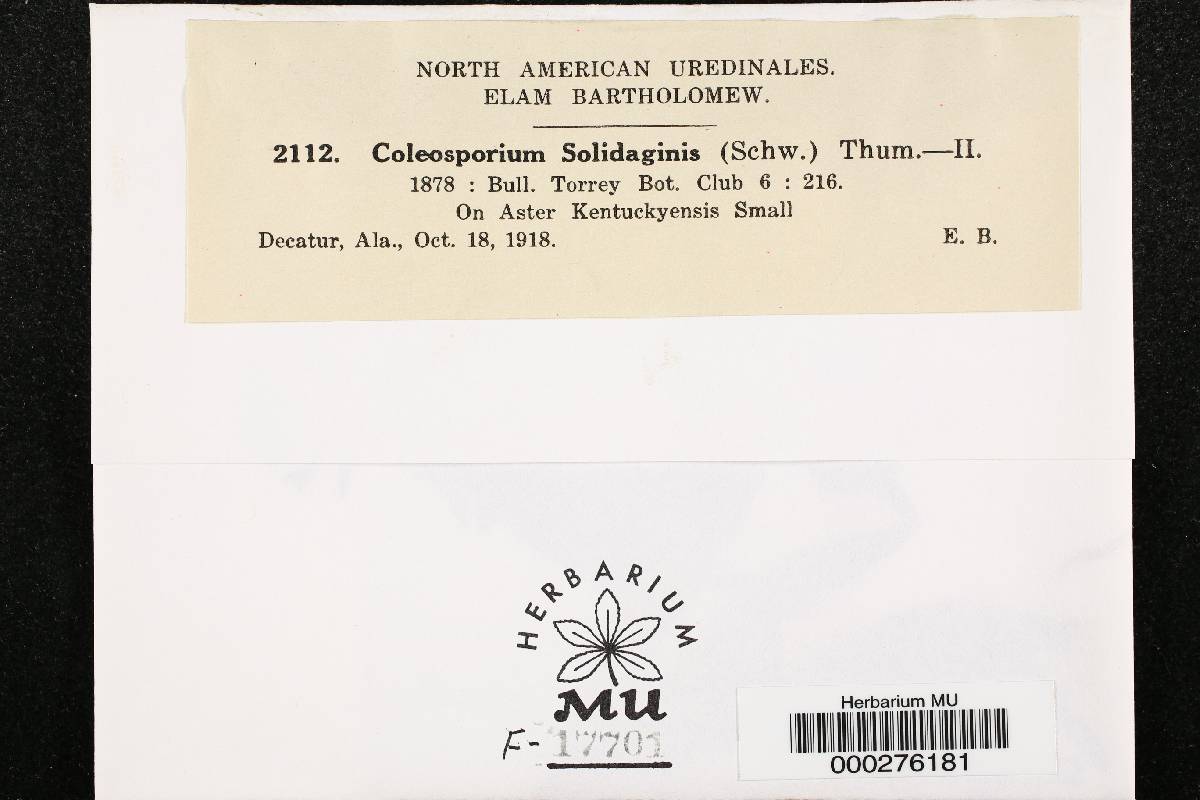 NORTH AMERICAN UREDINALES.
ELAM BARTHOLOMEW.
2112. Coleosporium Solidaginis (Schw.) Thum.—II.
1878 : Bull. Torrey Bot. Club 6 : 216.
On Aster Kentuckyensis Small
Decatur, Ala., Oct. 18, 1918. E. B.
HERBARIUM
MU
F-17701
Herbarium MU
000276181